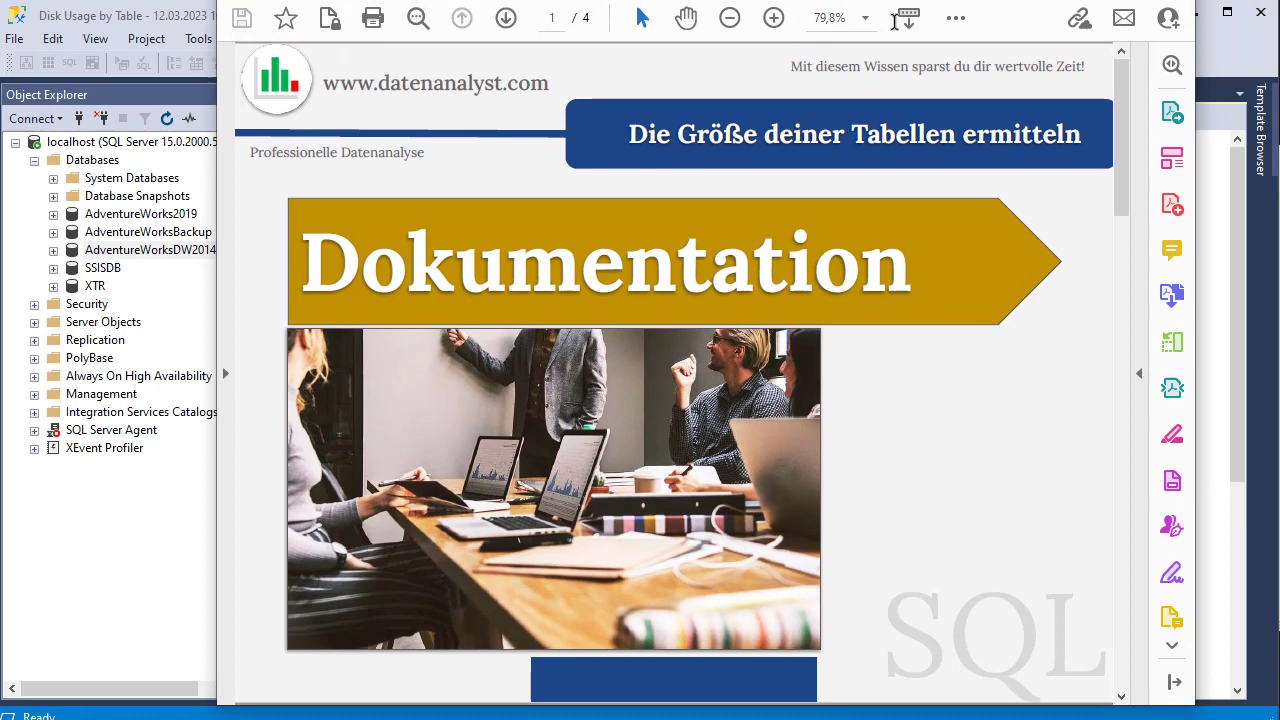 Disk Usage by Table - 12.03.2023 1
File Edit View Project Tools
SQL
Object Explorer
Connect
localhost (SQL Server 15.0.2000.5
Databases
System Databases
Database Snapshots
AdventureWorks2019
AdventureWorksBackup
AdventureWorksDW2014
SSISDB
XTR
Security
Server Objects
Replication
PolyBase
Always On High Availability
Management
Integration Services Catalogs
SQL Server Agent
XEvent Profiler
Ready
1 / 4
79,8%
www.datenanalyst.com
Mit diesem Wissen sparst du dir wertvolle Zeit!
Die Größe deiner Tabellen ermitteln
Professionelle Datenanalyse
Dokumentation
SQL
Template Browser